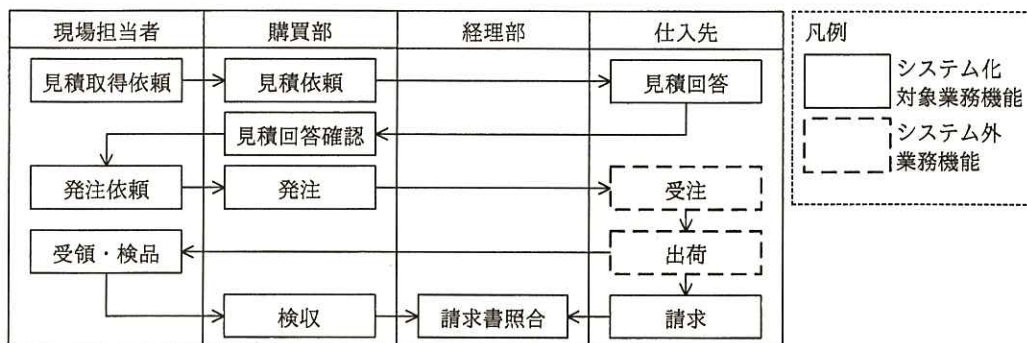 現場担当者 購買部 経理部 仕入先
見積取得依頼 見積依頼 見積回答
見積回答確認
発注依頼 発注 受注
受領・検品 出荷
検収 請求書照合 請求
凡例
システム化
対象業務機能
システム外
業務機能